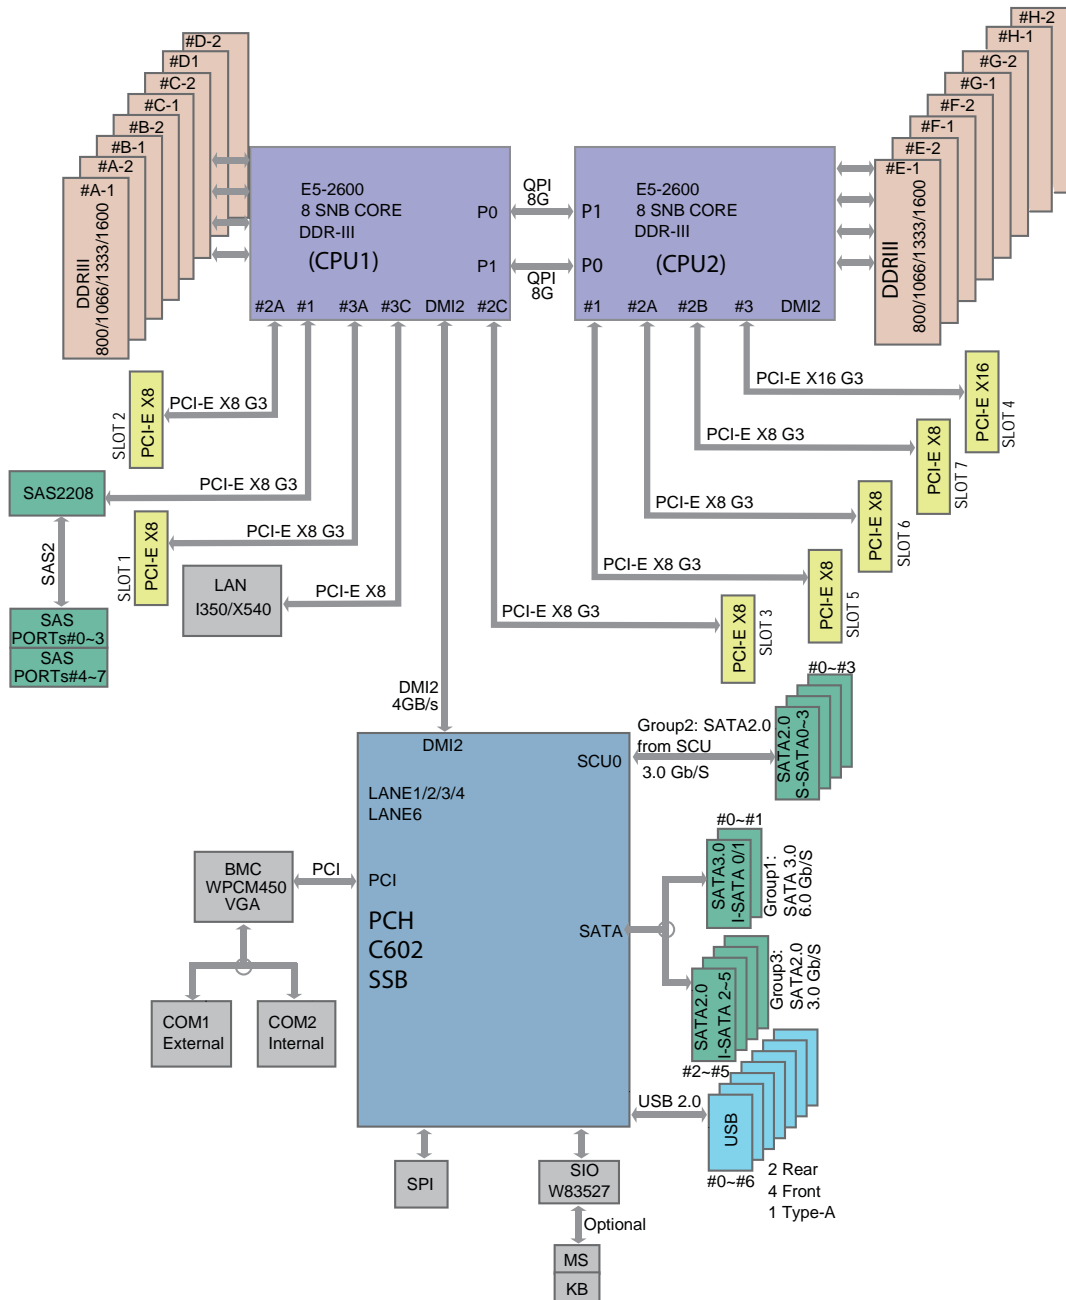 #D-2
#D1
#C-2
#C-1
#B-2
#B-1
#A-2
#A-1
DDRIII
800/1066/1333/1600
#H-2
#H-1
#G-2
#G-1
#F-2
#F-1
#E-2
#E-1
DDRIII
800/1066/1333/1600
E5-2600
8 SNB CORE
DDR-III
(CPU1)
P0
P1
#2A
#1
#3A
#3C
DMI2
#2C
QPI
8G
QPI
8G
E5-2600
8 SNB CORE
DDR-III
(CPU2)
P1
P0
#1
#2A
#2B
#3
DMI2
SLOT 2
PCI-E X8
PCI-E X8 G3
PCI-E X16 G3
PCI-E X16
SLOT 4
PCI-E X8 G3
PCI-E X8
SLOT 7
SAS2208
PCI-E X8 G3
PCI-E X8 G3
PCI-E X8
SLOT 6
SAS2
SLOT 1
PCI-E X8
PCI-E X8 G3
PCI-E X8 G3
PCI-E X8
SLOT 5
LAN
I350/X540
PCI-E X8
PCI-E X8 G3
PCI-E X8
SLOT 3
SAS
PORTs#0~3
SAS
PORTs#4~7
DMI2
4GB/s
DMI2
SCU0
LANE1/2/3/4
LANE6
PCI
PCH
C602
SSB
SATA
Group2: SATA2.0
from SCU
3.0 Gb/S
#0~#3
SATA2.0
S-SATA0~3
#0~#1
SATA3.0
I-SATA 0/1
Group1:
SATA 3.0
6.0 Gb/S
SATA2.0
I-SATA 2~5
Group3:
SATA2.0
3.0 Gb/S
#2~#5
BMC
WPCM450
VGA
PCI
COM1
External
COM2
Internal
USB 2.0
USB
#0~#6
2 Rear
4 Front
1 Type-A
SPI
SIO
W83527
Optional
MS
KB